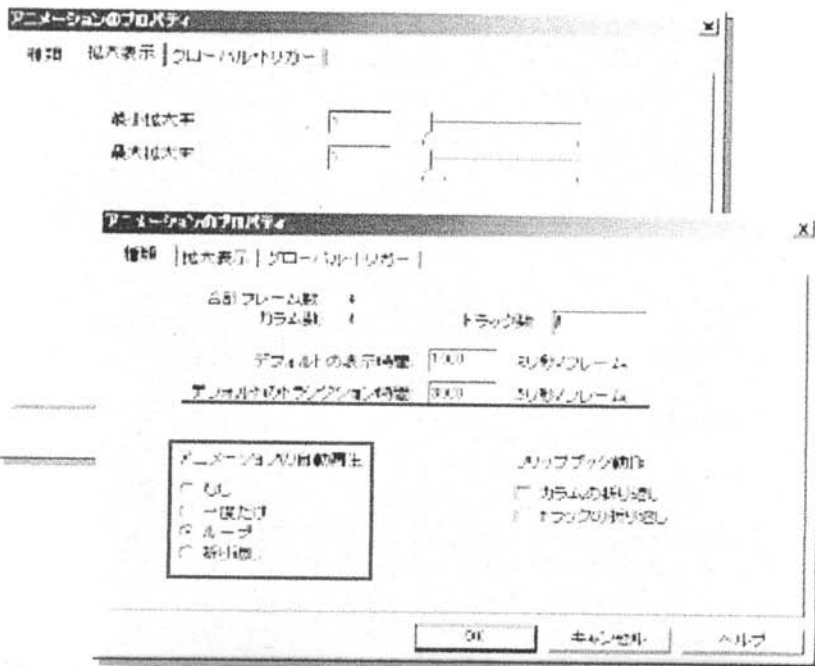 アニメーションのプロパティ
種類 拡大表示 グローバル・トリガー
最小拡大率
最大拡大率
アニメーションのプロパティ
種類 拡大表示 グローバル・トリガー
合計フレーム数
カラム数 トラック数
デフォルトの表示時間 1000 ミリ秒/フレーム
デフォルトのトランジション時間 3000 ミリ秒/フレーム
アニメーションの自動再生 フリップブック動作
なし カラムの折り返し
一度だけ トラックの折り返し
ループ
折り返し
OK キャンセル ヘルプ